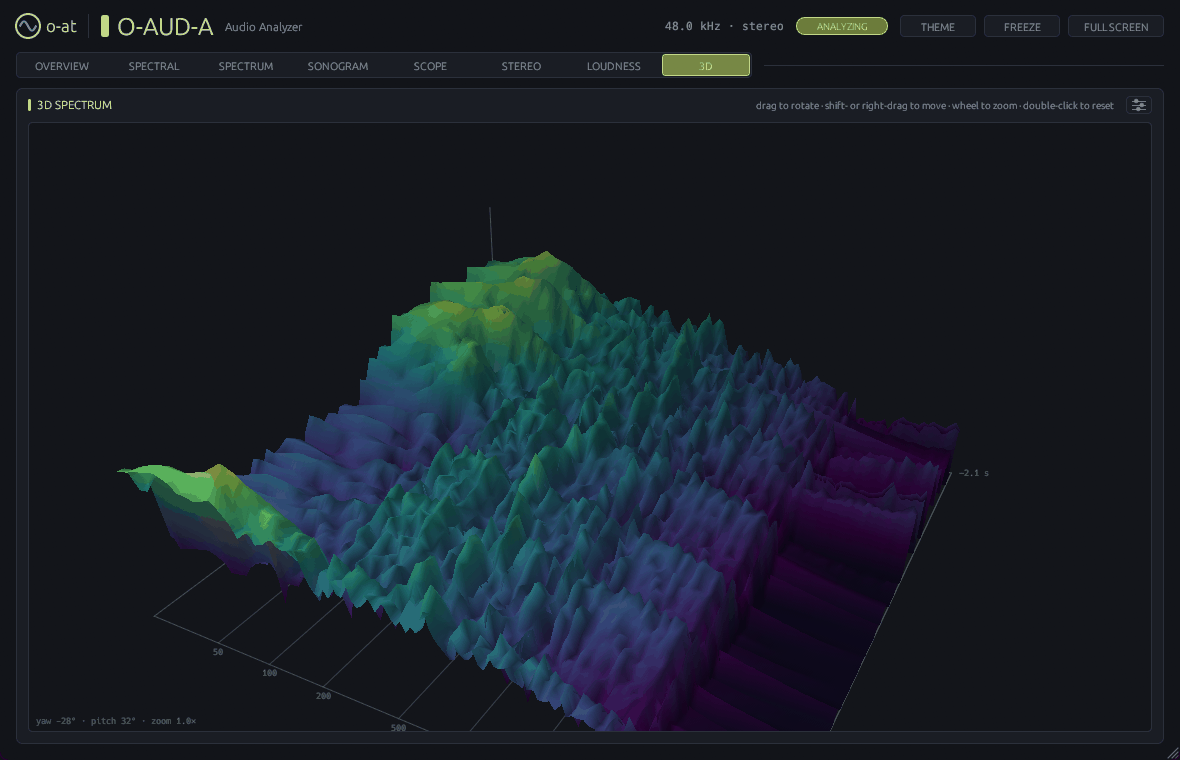 o-at
O-AUD-A
Audio Analyzer
48.0 kHz · stereo
ANALYZING
THEME
FREEZE
FULLSCREEN
OVERVIEW
SPECTRAL
SPECTRUM
SONOGRAM
SCOPE
STEREO
LOUDNESS
3D
3D SPECTRUM
drag to rotate · shift- or right-drag to move · wheel to zoom · double-click to reset
-2.1 s
50
100
200
500
yaw -28° · pitch 32° · zoom 1.0×